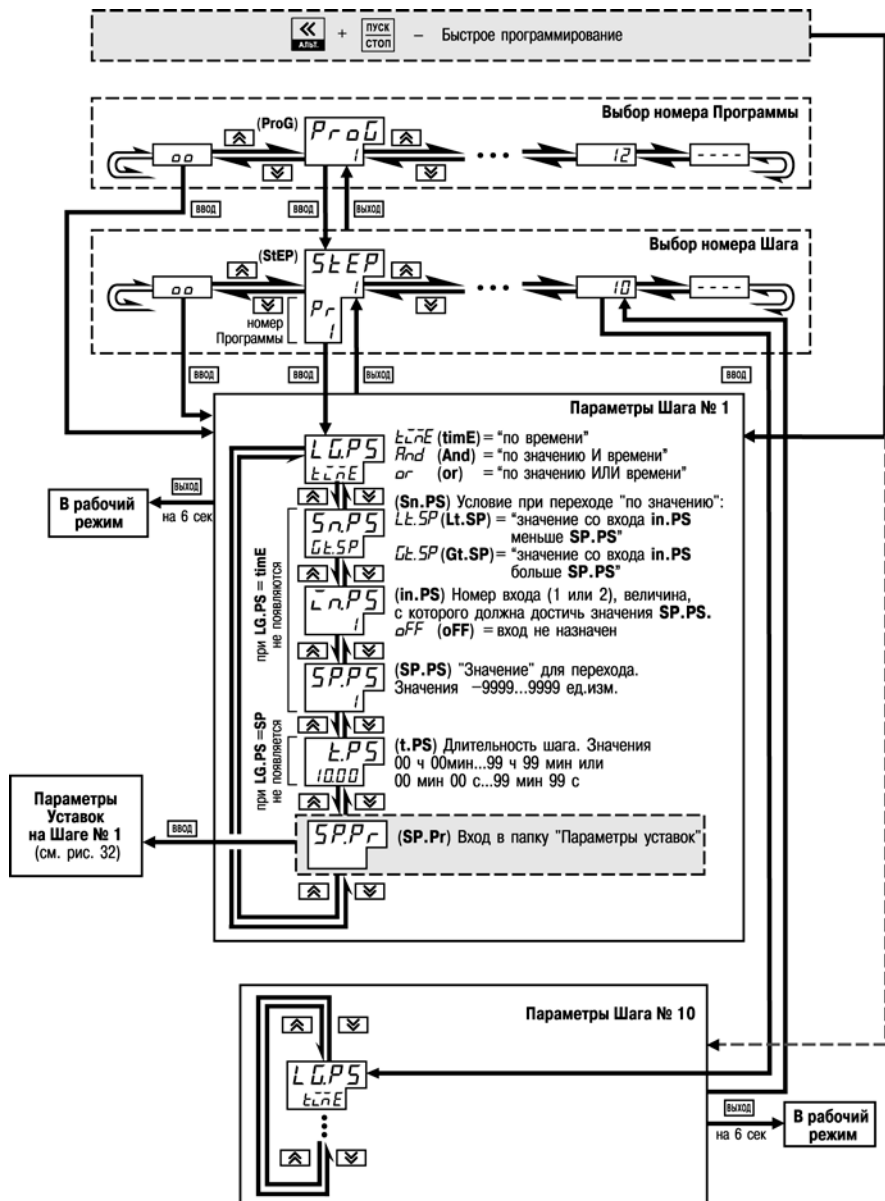 « АЛЬТ. + ПУСК СТОП – Быстрое программирование
Выбор номера Программы
(ProG)
ProG
1
oo
...
12
----
ВВОД
ВВОД
ВЫХОД
Выбор номера Шага
(StEP)
StEP
1
Pr
1
номер
Программы
oo
...
10
----
ВВОД
ВВОД
ВЫХОД
ВВОД
Параметры Шага № 1
LG.PS
timE
timE (timE) = "по времени"
And (And) = "по значению И времени"
or (or) = "по значению ИЛИ времени"
ВЫХОД
на 6 сек
В рабочий
режим
при LG.PS = timE
не появляются
Sn.PS
Gt.SP
(Sn.PS) Условие при переходе "по значению":
Lt.SP (Lt.SP) = "значение со входа in.PS
меньше SP.PS"
Gt.SP (Gt.SP)= "значение со входа in.PS
больше SP.PS"
in.PS
1
(in.PS) Номер входа (1 или 2), величина,
с которого должна достичь значения SP.PS.
oFF (oFF) = вход не назначен
SP.PS
1
(SP.PS) "Значение" для перехода.
Значения –9999...9999 ед.изм.
при LG.PS =SP
не появляется
t.PS
10.00
(t.PS) Длительность шага. Значения
00 ч 00мин...99 ч 99 мин или
00 мин 00 с...99 мин 99 с
Параметры
Уставок
на Шаге № 1
(см. рис. 32)
ВВОД
SP.Pr
(SP.Pr) Вход в папку "Параметры уставок"
Параметры Шага № 10
LG.PS
timE
ВЫХОД
на 6 сек
В рабочий
режим